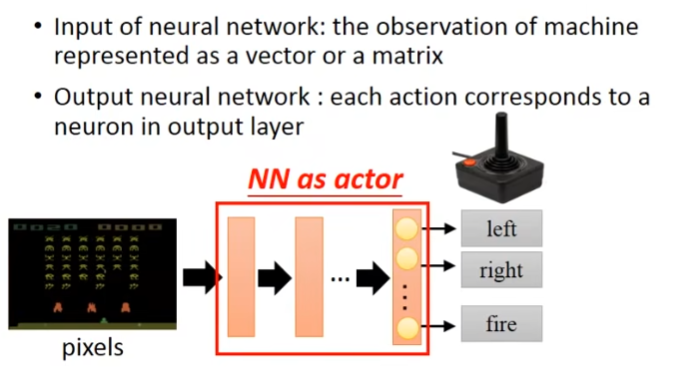 • Input of neural network: the observation of machine
represented as a vector or a matrix
• Output neural network : each action corresponds to a
neuron in output layer
NN as actor
left
right
...
fire
pixels